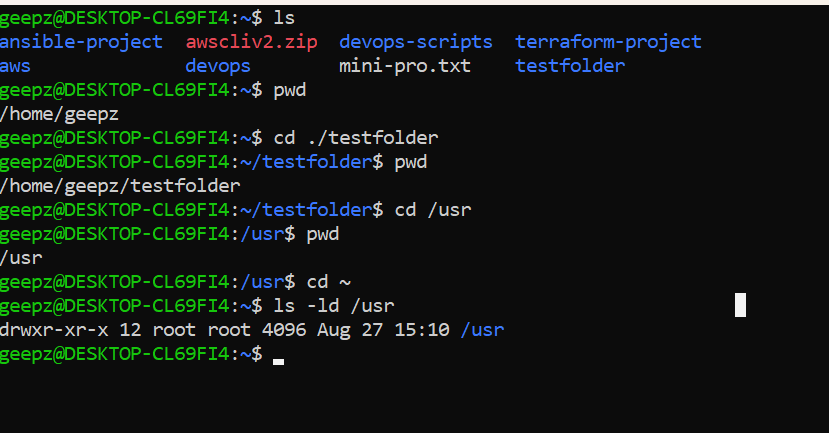 geepz@DESKTOP-CL69FI4:~$ ls
ansible-project  awscliv2.zip  devops-scripts  terraform-project
aws              devops        mini-pro.txt    testfolder
geepz@DESKTOP-CL69FI4:~$ pwd
/home/geepz
geepz@DESKTOP-CL69FI4:~$ cd ./testfolder
geepz@DESKTOP-CL69FI4:~/testfolder$ pwd
/home/geepz/testfolder
geepz@DESKTOP-CL69FI4:~/testfolder$ cd /usr
geepz@DESKTOP-CL69FI4:/usr$ pwd
/usr
geepz@DESKTOP-CL69FI4:/usr$ cd ~
geepz@DESKTOP-CL69FI4:~$ ls -ld /usr
drwxr-xr-x 12 root root 4096 Aug 27 15:10 /usr
geepz@DESKTOP-CL69FI4:~$